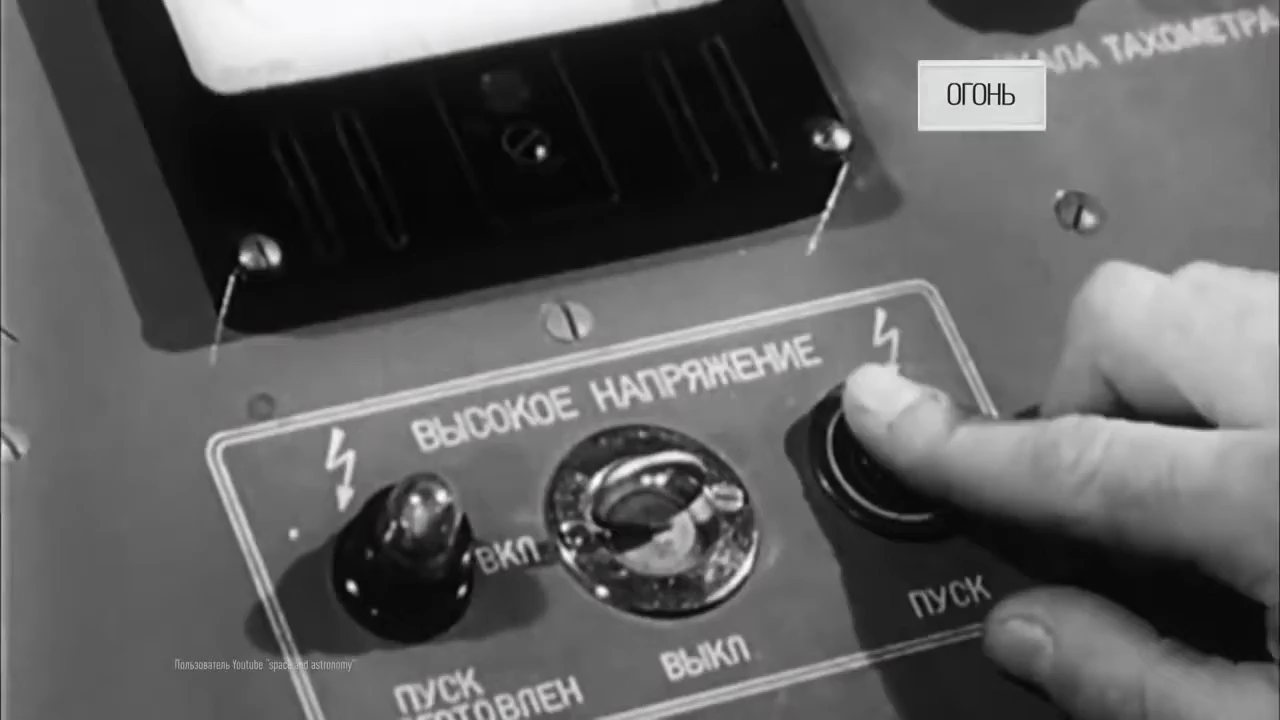 ШКАЛА ТАХОМЕТРА
ОГОНЬ
ВЫСОКОЕ НАПРЯЖЕНИЕ
ВКЛ
ПУСК
ВЫКЛ
ПУСК
Пользователь Youtube "space and astronomy"